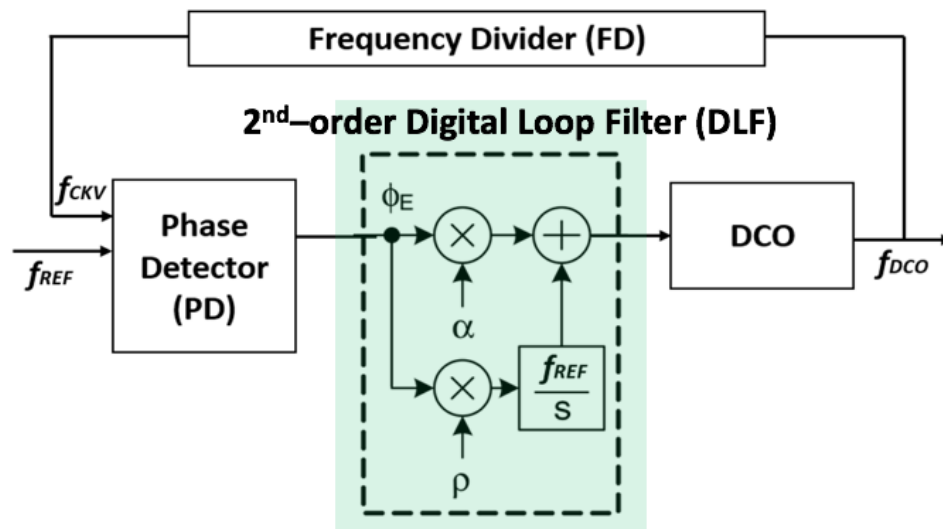 Frequency Divider (FD)
2nd–order Digital Loop Filter (DLF)
fCKV
fREF
Phase
Detector
(PD)
ϕE
×
+
α
DCO
fDCO
×
fREF
s
ρ